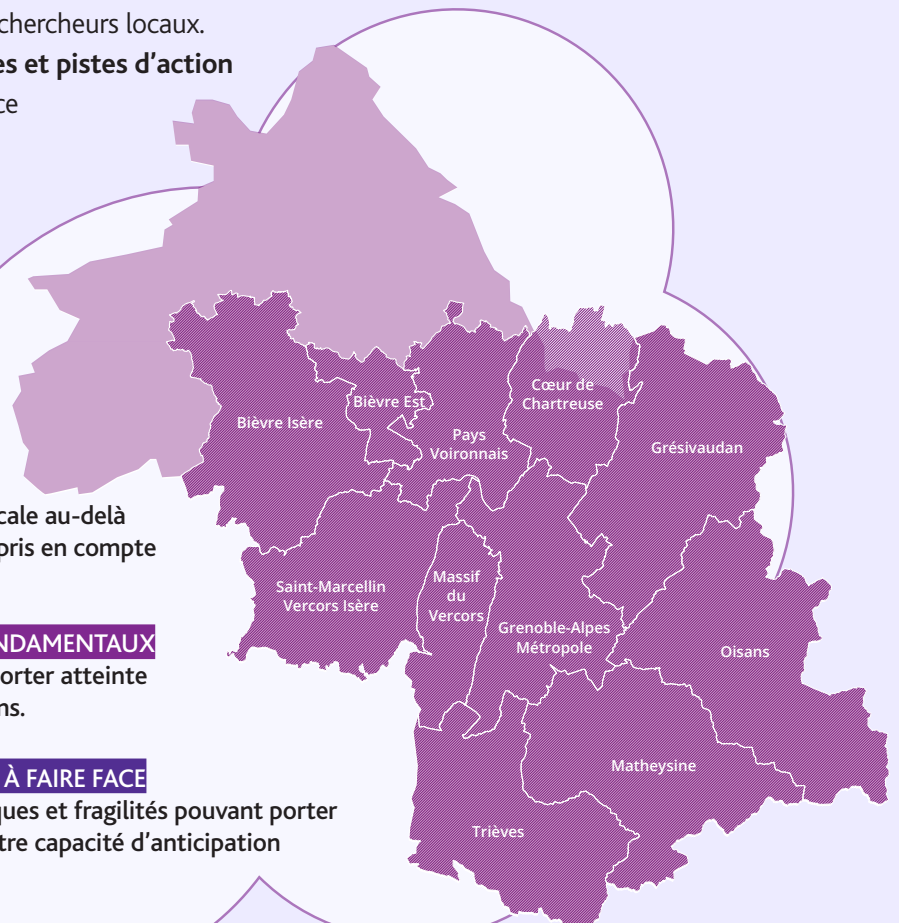 chercheurs locaux.
es et pistes d’action
ce
Cœur de
Chartreuse
Bièvre Est
Bièvre Isère
Pays
Voironnais
Grésivaudan
cale au-delà
pris en compte
Massif
du
Vercors
Saint-Marcellin
Vercors Isère
Grenoble-Alpes
Métropole
Oisans
NDAMENTAUX
orter atteinte
ns.
À FAIRE FACE
ques et fragilités pouvant porter
tre capacité d’anticipation
Matheysine
Trièves